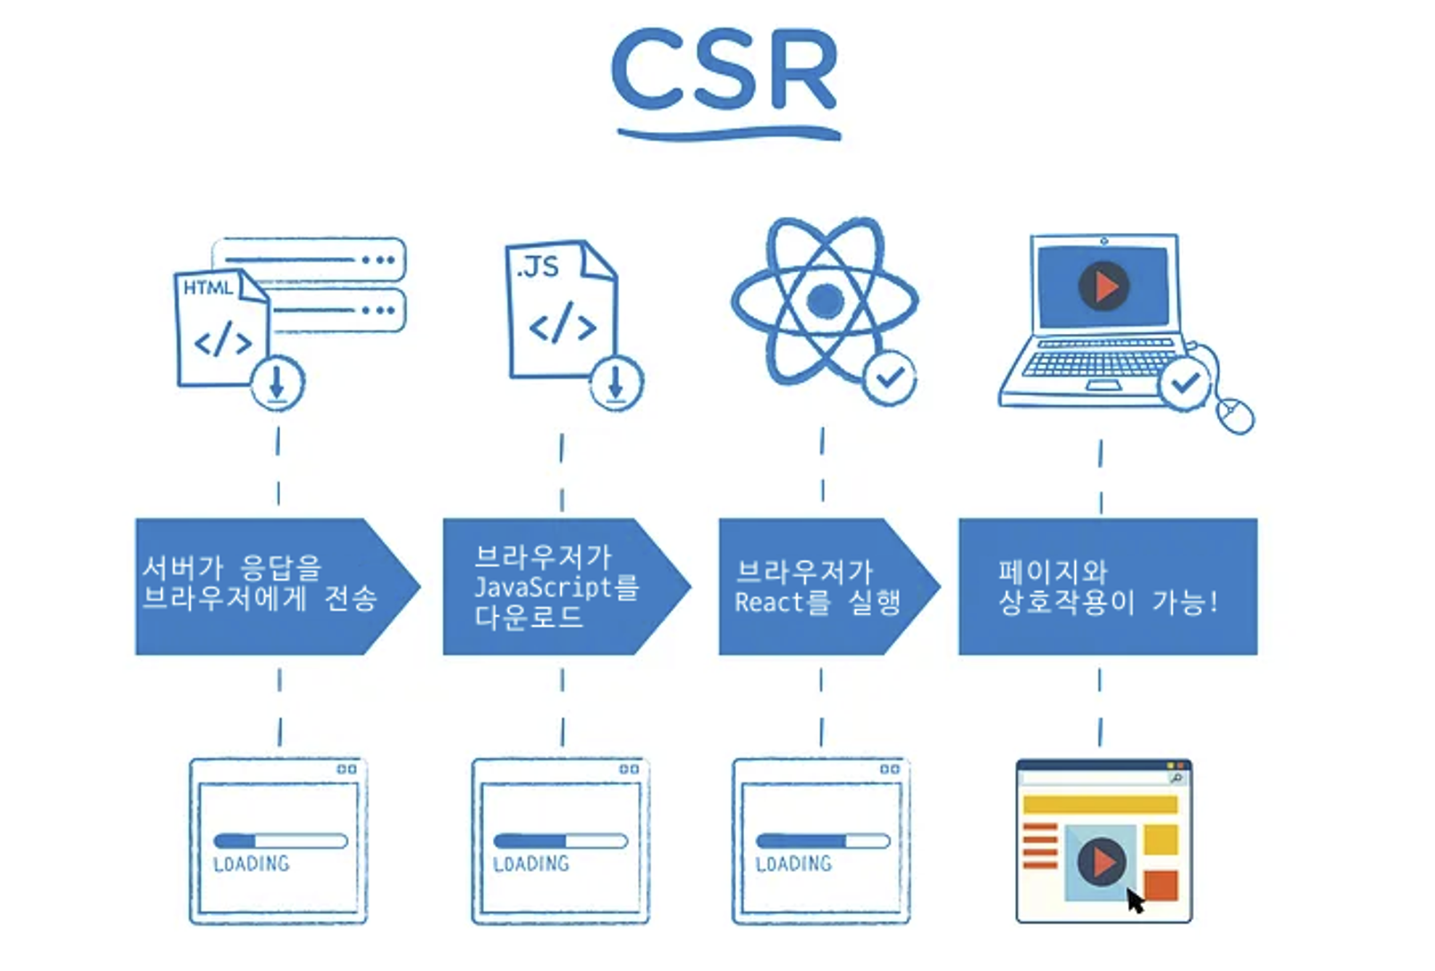 CSR
HTML
</>
.JS
</>
서버가 응답을
브라우저에게 전송
브라우저가
JavaScript를
다운로드
브라우저가
React를 실행
페이지와
상호작용이 가능!
LOADING
LOADING
LOADING